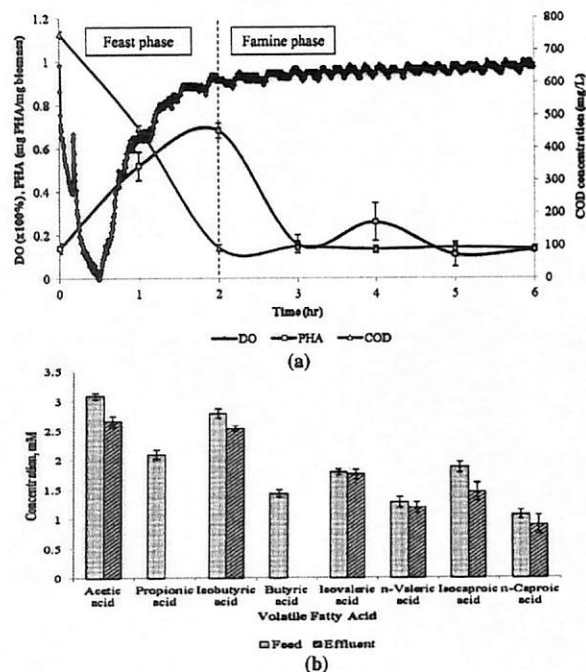 Feast phase
Famine phase
DO (x100%), PHA (mg PHA/mg biomass)
1.2
1
0.8
0.6
0.4
0.2
0
800
700
600
500
400
300
200
100
0
COD concentration (mg/L)
0 1 2 3 4 5 6
Time (hr)
DO PHA COD
(a)
Concentration, mM
3.5
3
2.5
2
1.5
1
0.5
0
Acetic acid
Propionic acid
Isobutyric acid
Butyric acid
Isovaleric acid
n-Valeric acid
Isocaproic acid
n-Caproic acid
Volatile Fatty Acid
Feed Effluent
(b)